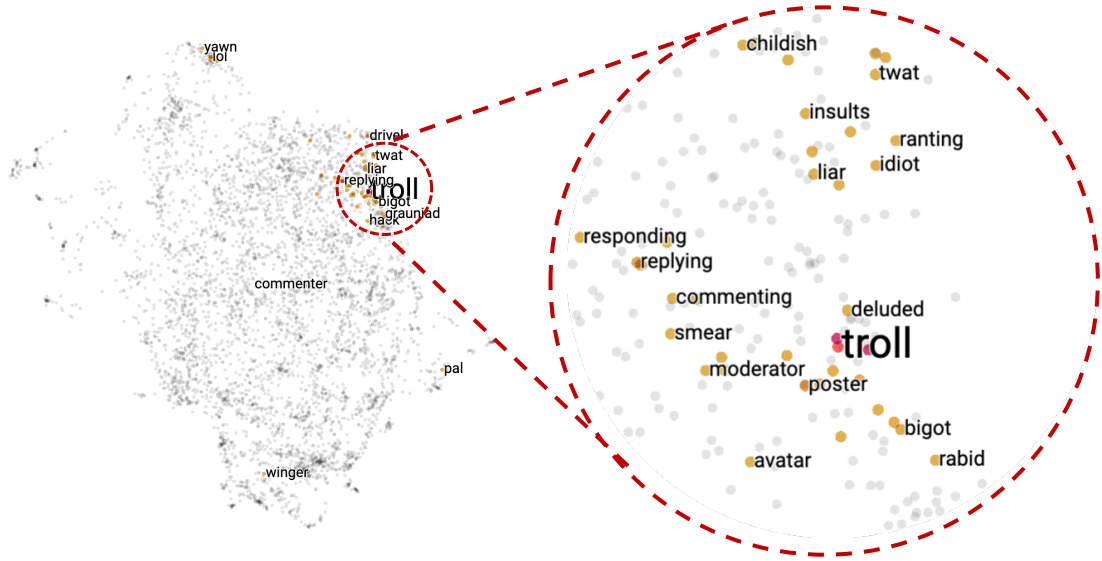 yawn
lol
drivel
twat
liar
replying
troll
bigot
grauniad
hack
commenter
pal
winger
childish
twat
insults
ranting
liar
idiot
responding
replying
commenting
deluded
smear
troll
moderator
poster
bigot
avatar
rabid